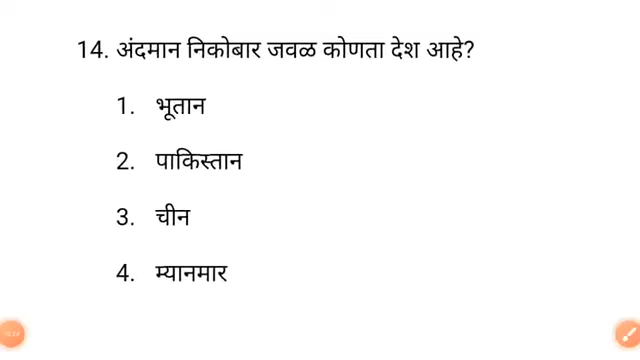 14. अंदमान निकोबार जवळ कोणता देश आहे?
1. भूतान
2. पाकिस्तान
3. चीन
4. म्यानमार